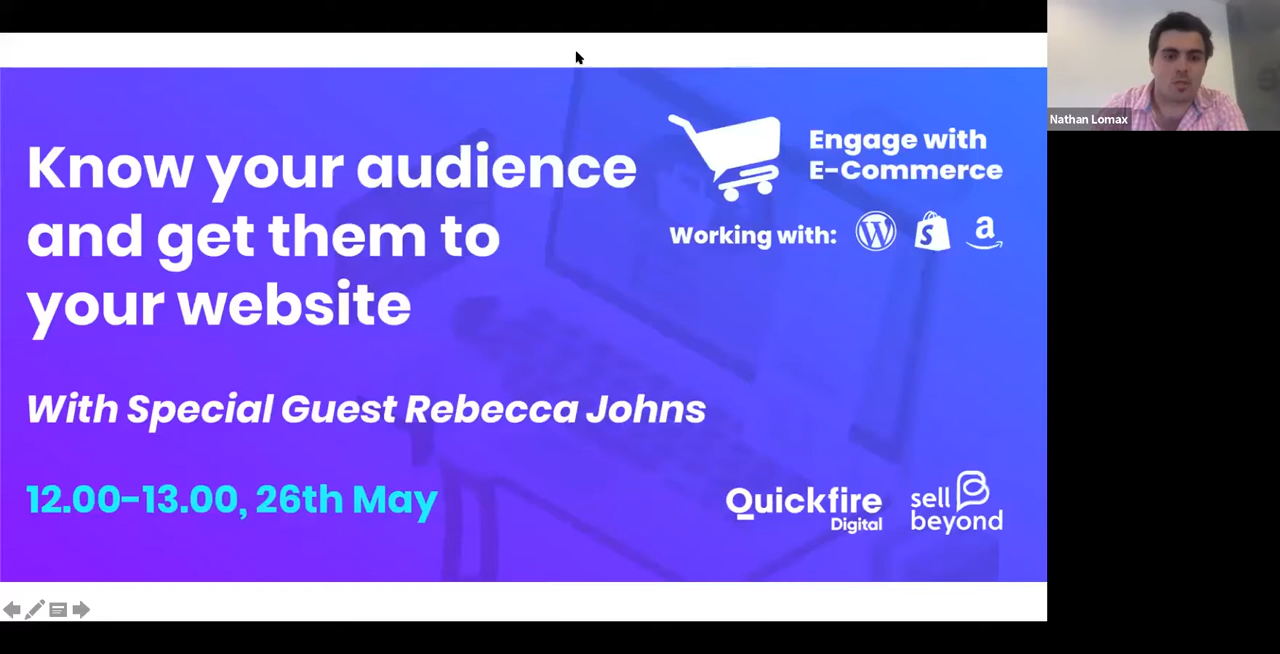 Know your audience
and get them to
your website
With Special Guest Rebecca Johns
12.00-13.00, 26th May
Engage with
E-Commerce
Working with:
Quickfire
Digital
sell
beyond
Nathan Lomax